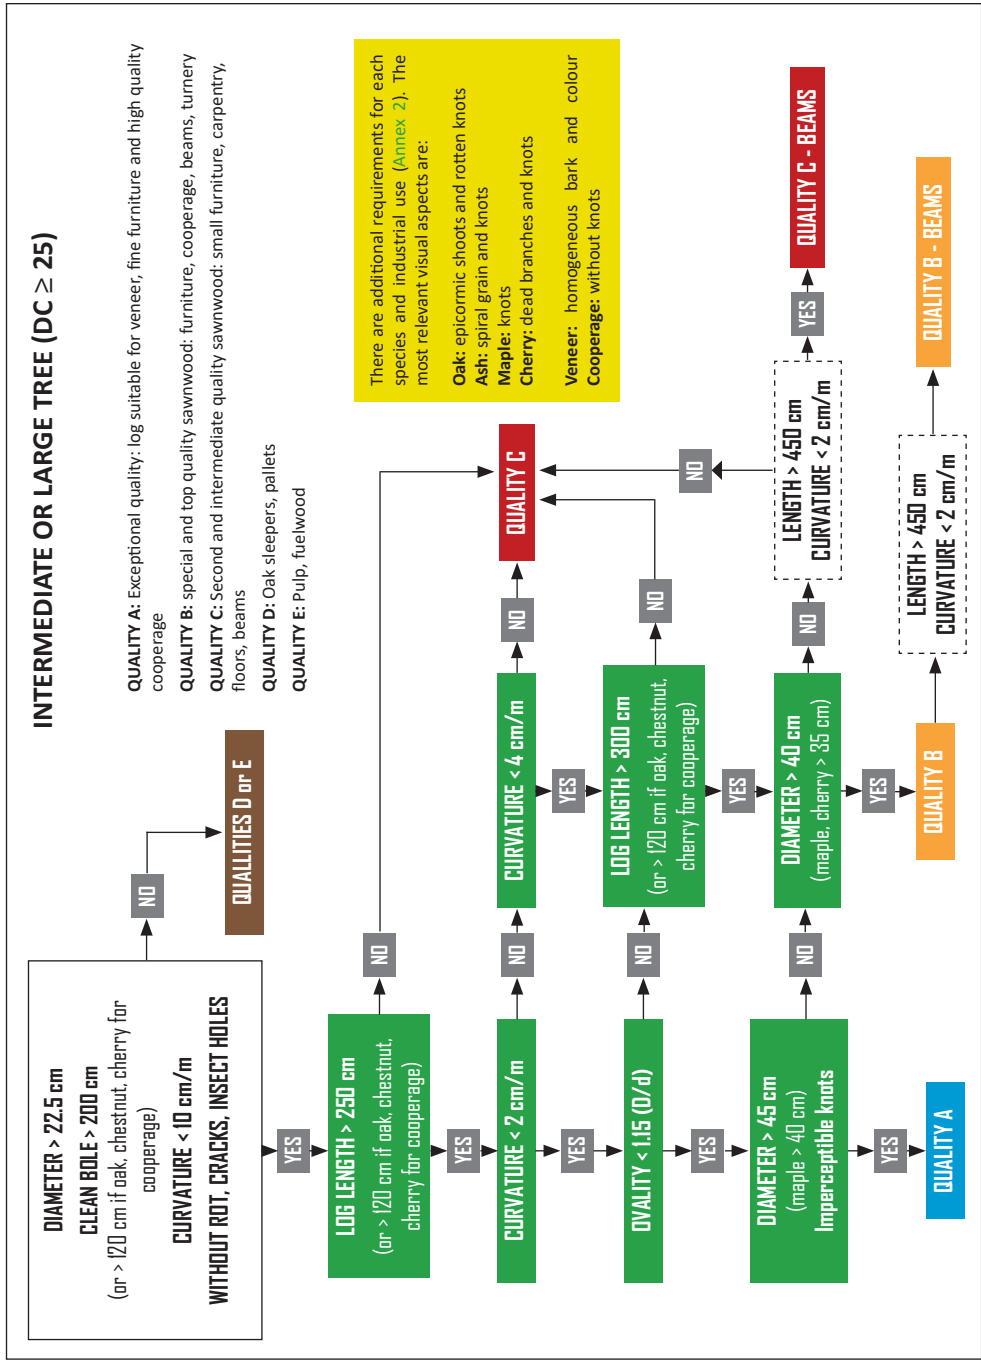 INTERMEDIATE OR LARGE TREE (DC ≥ 25)
QUALITY A: Exceptional quality: log suitable for veneer, fine furniture and high quality
cooperage
QUALITY B: special and top quality sawnwood: furniture, cooperage, beams, turnery
QUALITY C: Second and intermediate quality sawnwood: small furniture, carpentry,
floors, beams
QUALITY D: Oak sleepers, pallets
QUALITY E: Pulp, fuelwood
DIAMETER > 22.5 cm
CLEAN BOLE > 200 cm
(or > 120 cm if oak, chestnut, cherry for
cooperage)
CURVATURE < 10 cm/m
WITHOUT ROT, CRACKS, INSECT HOLES
NO
QUALLITIES D or E
YES
LOG LENGTH > 250 cm
(or > 120 cm if oak, chestnut,
cherry for cooperage)
NO
YES
CURVATURE < 2 cm/m
NO
CURVATURE < 4 cm/m
NO
QUALITY C
YES
YES
OVALITY < 1.15 (D/d)
NO
LOG LENGTH > 300 cm
(or > 120 cm if oak, chestnut,
cherry for cooperage)
NO
NO
YES
YES
DIAMETER > 45 cm
(maple > 40 cm)
Imperceptible knots
NO
DIAMETER > 40 cm
(maple, cherry > 35 cm)
NO
LENGTH > 450 cm
CURVATURE < 2 cm/m
YES
QUALITY C - BEAMS
YES
YES
QUALITY A
QUALITY B
LENGTH > 450 cm
CURVATURE < 2 cm/m
QUALITY B - BEAMS
There are additional requirements for each
species and industrial use (Annex 2). The
most relevant visual aspects are:
Oak: epicormic shoots and rotten knots
Ash: spiral grain and knots
Maple: knots
Cherry: dead branches and knots
Veneer: homogeneous bark and colour
Cooperage: without knots